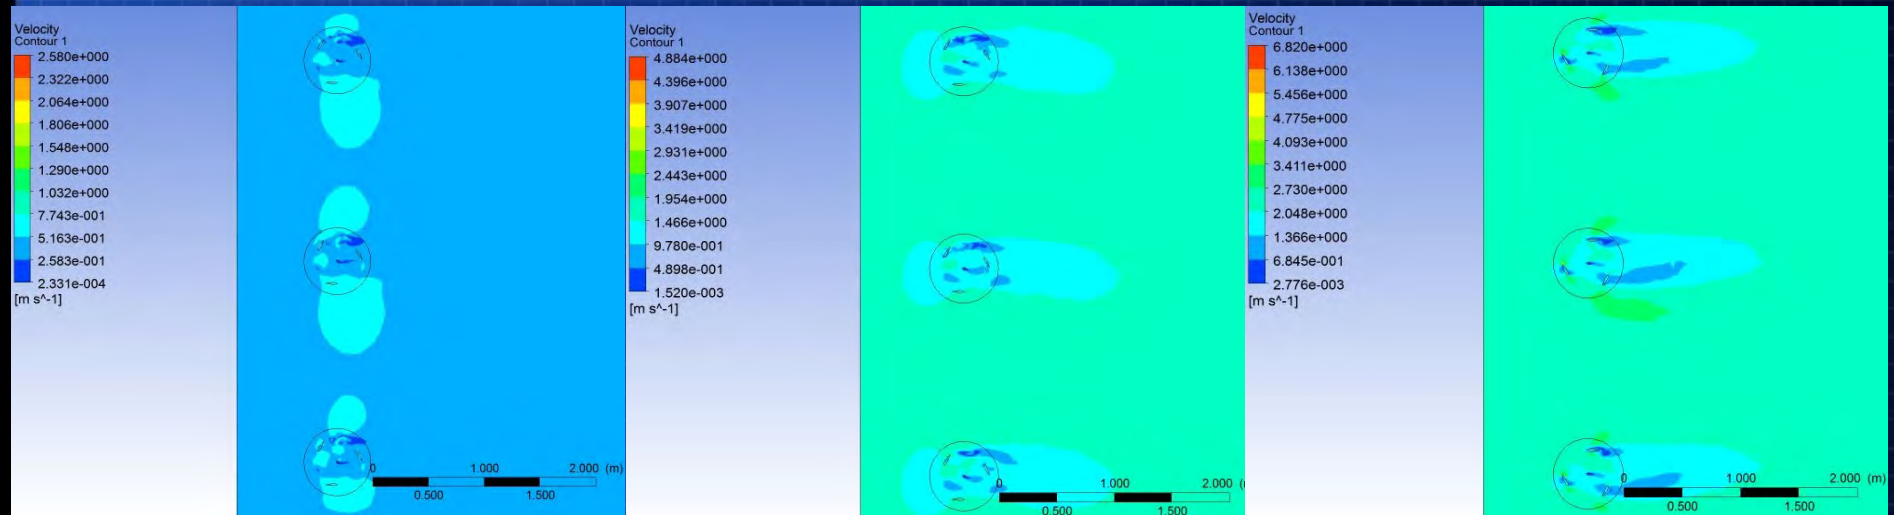 Velocity
Contour 1
2.580e+000
2.322e+000
2.064e+000
1.806e+000
1.548e+000
1.290e+000
1.032e+000
7.743e-001
5.163e-001
2.583e-001
2.331e-004
[m s^-1]
0 1.000 2.000 (m)
0.500 1.500
Velocity
Contour 1
4.884e+000
4.396e+000
3.907e+000
3.419e+000
2.931e+000
2.443e+000
1.954e+000
1.466e+000
9.780e-001
4.898e-001
1.520e-003
[m s^-1]
0 1.000 2.000 (
0.500 1.500
Velocity
Contour 1
6.820e+000
6.138e+000
5.456e+000
4.775e+000
4.093e+000
3.411e+000
2.730e+000
2.048e+000
1.366e+000
6.845e-001
2.776e-003
[m s^-1]
0 1.000 2.000 (m)
0.500 1.500